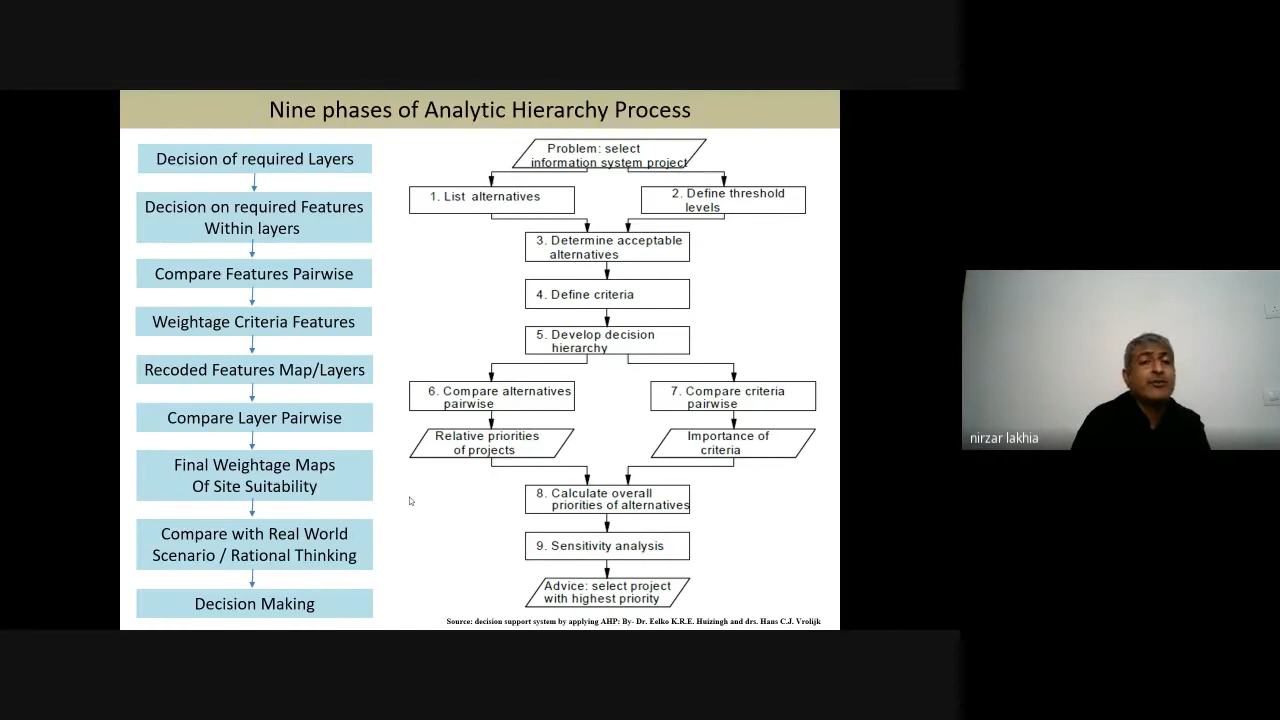 Nine phases of Analytic Hierarchy Process
Decision of required Layers
Decision on required Features
Within layers
Compare Features Pairwise
Weightage Criteria Features
Recoded Features Map/Layers
Compare Layer Pairwise
Final Weightage Maps
Of Site Suitability
Compare with Real World
Scenario / Rational Thinking
Decision Making
Problem: select
information system project
1. List alternatives
2. Define threshold
levels
3. Determine acceptable
alternatives
4. Define criteria
5. Develop decision
hierarchy
6. Compare alternatives
pairwise
7. Compare criteria
pairwise
Relative priorities
of projects
Importance of
criteria
8. Calculate overall
priorities of alternatives
9. Sensitivity analysis
Advice: select project
with highest priority
Source: decision support system by applying AHP: By- Dr. Eelko K.R.E. Huizingh and drs. Hans C.J. Vrolijk
nirzar lakhia